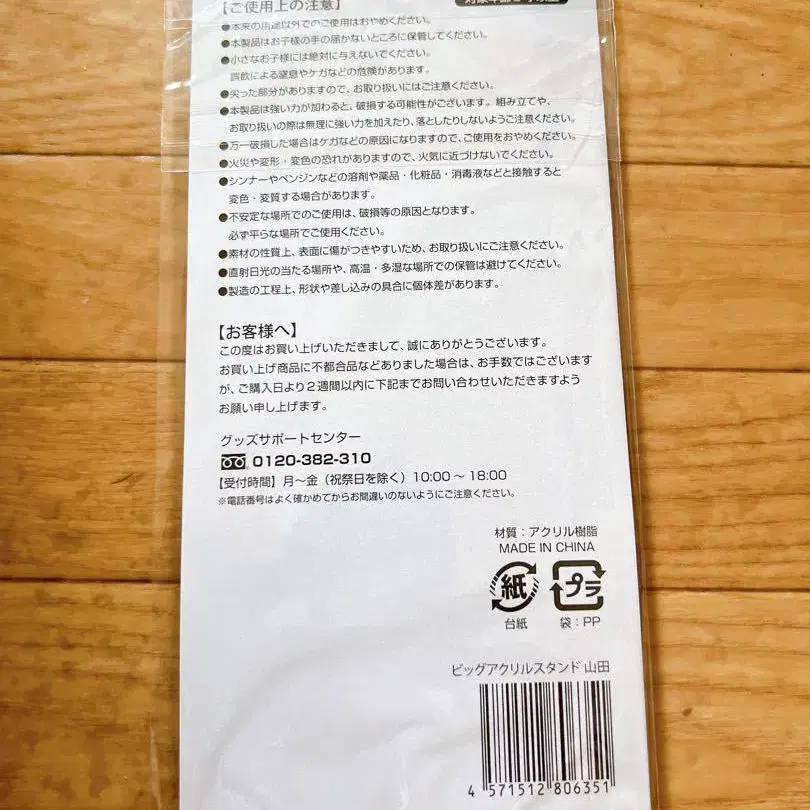 【ご使用上の注意】
●本来の用途以外でのご使用はおやめください。
●本製品はお子様の手の届かないところに保管してください。
●小さなお子様には絶対に与えないでください。
誤飲による窒息やケガなどの危険があります。
●尖った部分がありますので、お取り扱いにはご注意ください。
●本製品は強い力が加わると、破損する可能性がございます。組み立てや、
お取り扱いの際は無理に強い力を加えたり、落としたりしないようご注意ください。
●万一破損した場合はケガなどの原因になりますので、ご使用をおやめください。
●火災や変形・変色の恐れがありますので、火気に近づけないでください。
●シンナーやベンジンなどの溶剤や薬品・化粧品・消毒液などと接触すると
変色・変質する場合があります。
●不安定な場所でのご使用は、破損等の原因となります。
必ず平らな場所でご使用ください。
●素材の性質上、表面に傷がつきやすいため、お取り扱いにご注意ください。
●直射日光の当たる場所や、高温・多湿な場所での保管は避けてください。
●製造の工程上、形状や差し込みの具合に個体差があります。
【お客様へ】
この度はお買い上げいただきまして、誠にありがとうございます。
お買い上げ商品に不都合品などありました場合は、お手数ではございます
が、ご購入日より2週間以内に下記までお問い合わせいただきますよう
お願い申し上げます。
グッズサポートセンター
0120-382-310
【受付時間】月～金（祝祭日を除く）10:00～18:00
※電話番号はよく確かめてからお間違いのないようにご注意ください。
材質：アクリル樹脂
MADE IN CHINA
紙 プラ
台紙 袋：PP
ビッグアクリルスタンド 山田
4 571512 806351